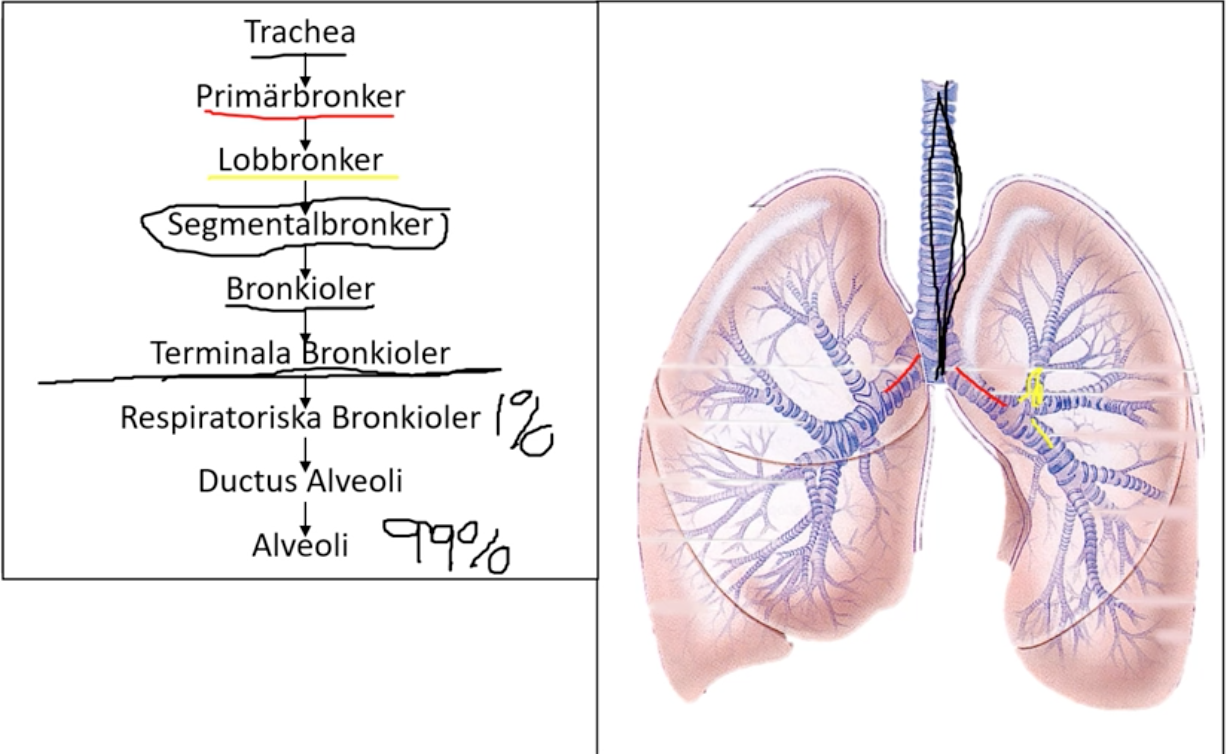 Trachea
Primärbronker
Lobbronker
Segmentalbronker
Bronkioler
Terminala Bronkioler
Respiratoriska Bronkioler 1%
Ductus Alveoli
Alveoli 99%